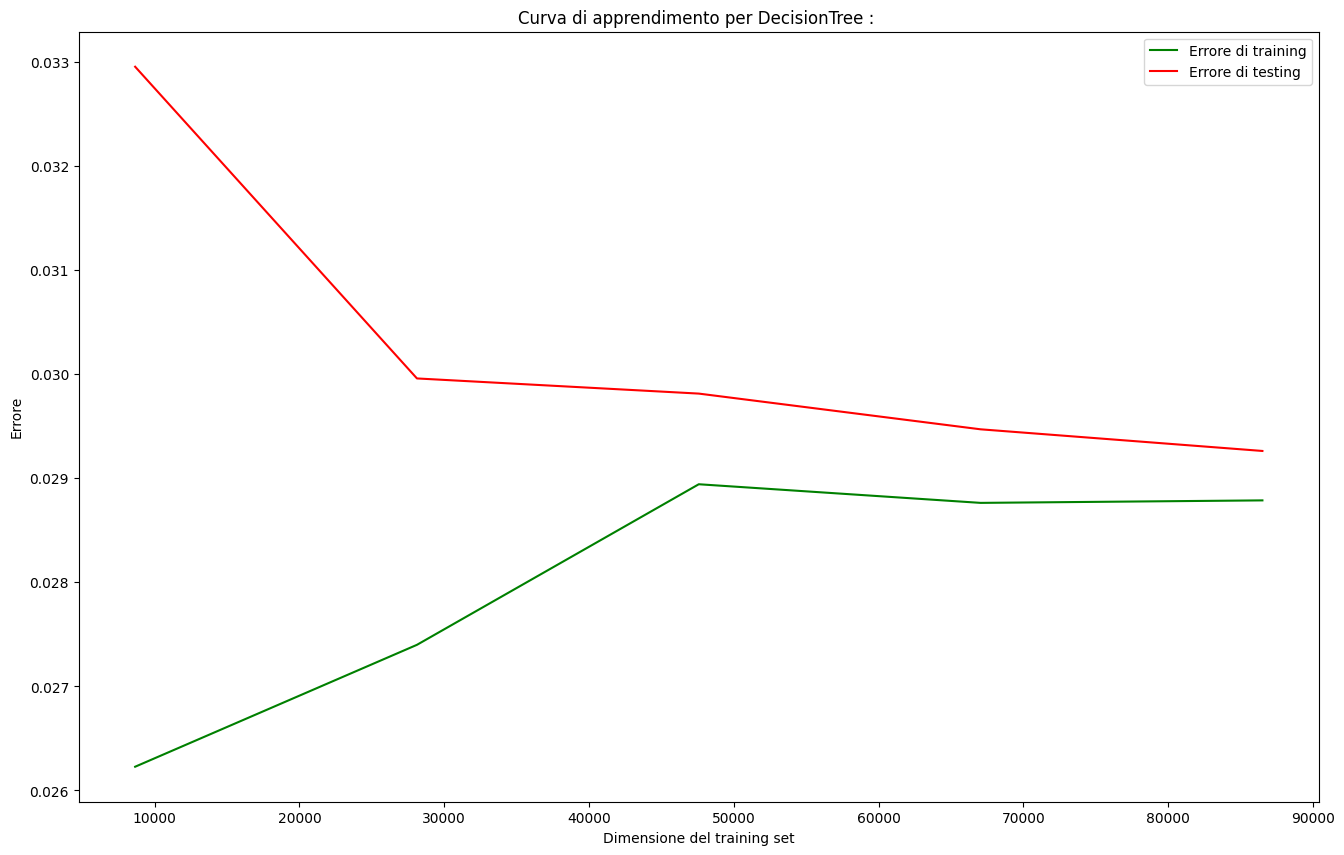 Curva di apprendimento per DecisionTree :
Errore di training
Errore di testing
0.033
0.032
0.031
0.030
0.029
0.028
0.027
0.026
Errore
10000 20000 30000 40000 50000 60000 70000 80000 90000
Dimensione del training set